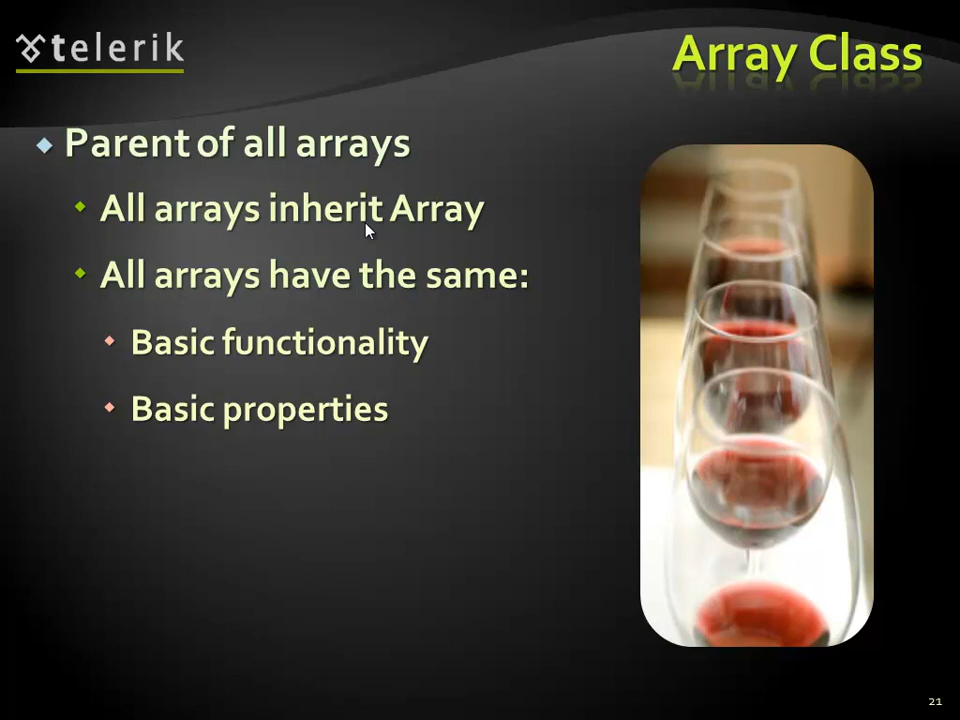 telerik
Array Class
Parent of all arrays
All arrays inherit Array
All arrays have the same:
Basic functionality
Basic properties
21